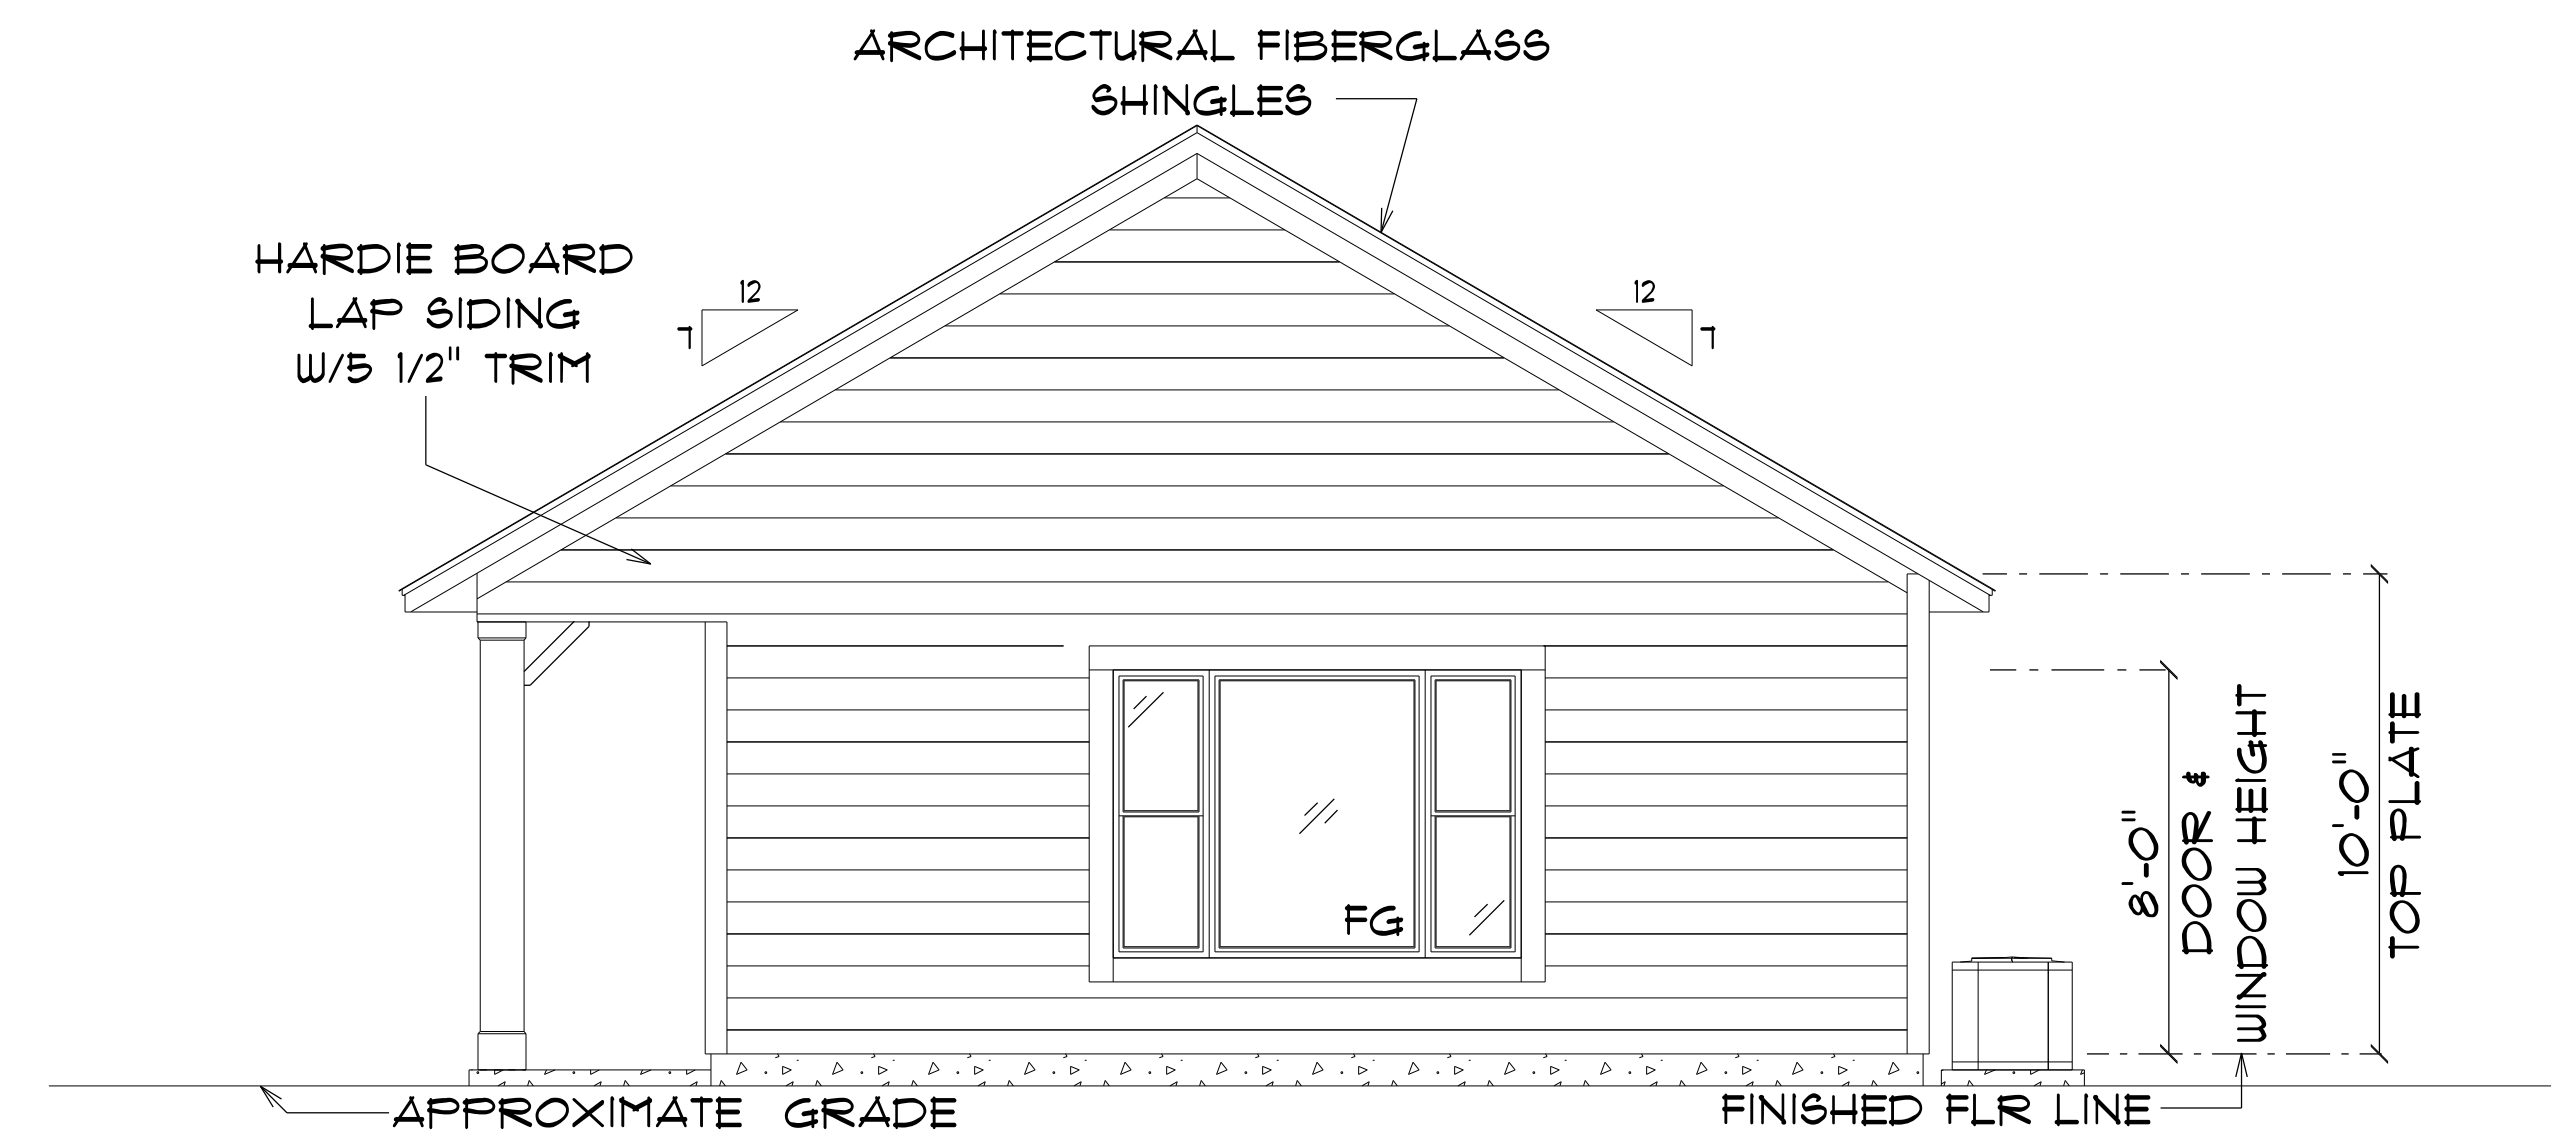 ARCHITECTURAL FIBERGLASS
SHINGLES
HARDIE BOARD
LAP SIDING
W/5 1/2" TRIM
12
7
12
7
FG
8'-0"
DOOR &
WINDOW HEIGHT
10'-0"
TOP PLATE
APPROXIMATE GRADE
FINISHED FLR LINE